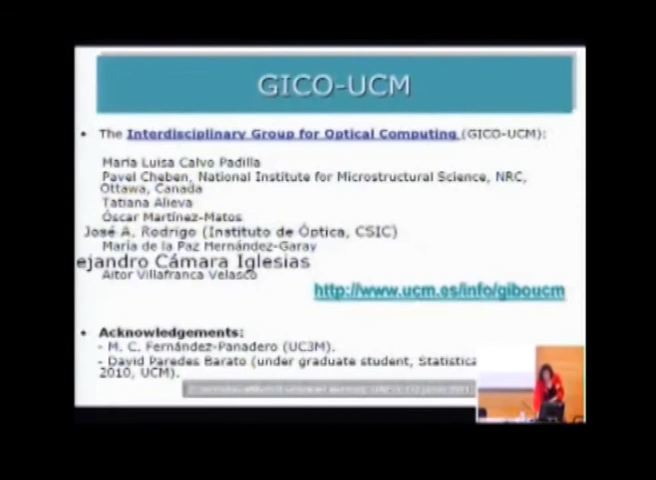 GICO-UCM
• The Interdisciplinary Group for Optical Computing (GICO-UCM):
María Luisa Calvo Padilla
Pavel Cheben, National Institute for Microstructural Science, NRC,
Ottawa, Canada
Tatiana Alieva
Óscar Martínez-Matos
José A. Rodrigo (Instituto de Óptica, CSIC)
María de la Paz Hernández-Garay
ejandro Cámara Iglesias
Aitor Villafranca Velasco
http://www.ucm.es/info/giboucm
• Acknowledgements:
- M. C. Fernández-Panadero (UC3M).
- David Paredes Barato (under graduate student, Statistica
2010, UCM).